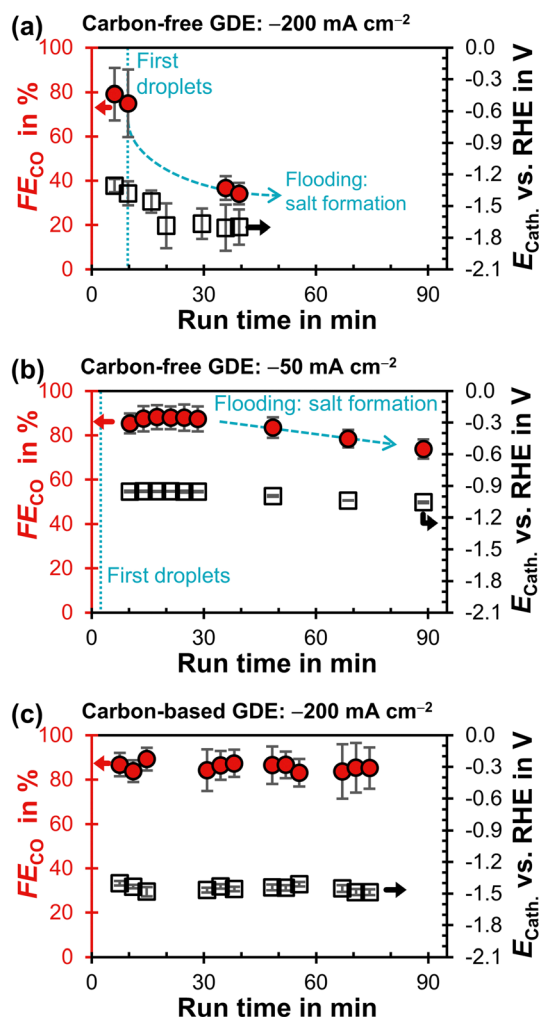 (a) Carbon-free GDE: −200 mA cm⁻²
100
80
60
40
20
0
FE_CO in %
First
droplets
Flooding:
salt formation
0.0
-0.3
-0.6
-0.9
-1.2
-1.5
-1.8
-2.1
E_Cath. vs. RHE in V
0 30 60 90
Run time in min
(b) Carbon-free GDE: −50 mA cm⁻²
100
80
60
40
20
0
FE_CO in %
Flooding: salt formation
First droplets
0.0
-0.3
-0.6
-0.9
-1.2
-1.5
-1.8
-2.1
E_Cath. vs. RHE in V
0 30 60 90
Run time in min
(c) Carbon-based GDE: −200 mA cm⁻²
100
80
60
40
20
0
FE_CO in %
0.0
-0.3
-0.6
-0.9
-1.2
-1.5
-1.8
-2.1
E_Cath. vs. RHE in V
0 30 60 90
Run time in min